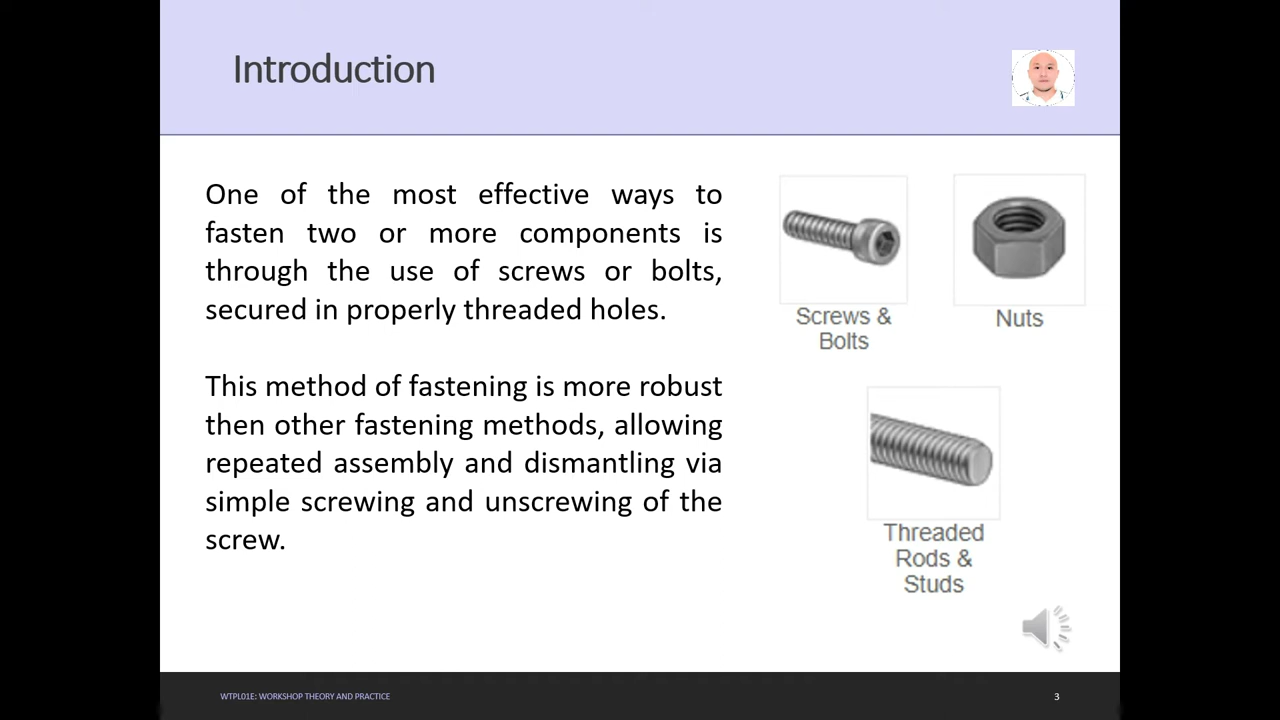 Introduction
One of the most effective ways to
fasten two or more components is
through the use of screws or bolts,
secured in properly threaded holes.
This method of fastening is more robust
then other fastening methods, allowing
repeated assembly and dismantling via
simple screwing and unscrewing of the
screw.
Screws &
Bolts
Nuts
Threaded
Rods &
Studs
WTPL01E: WORKSHOP THEORY AND PRACTICE
3